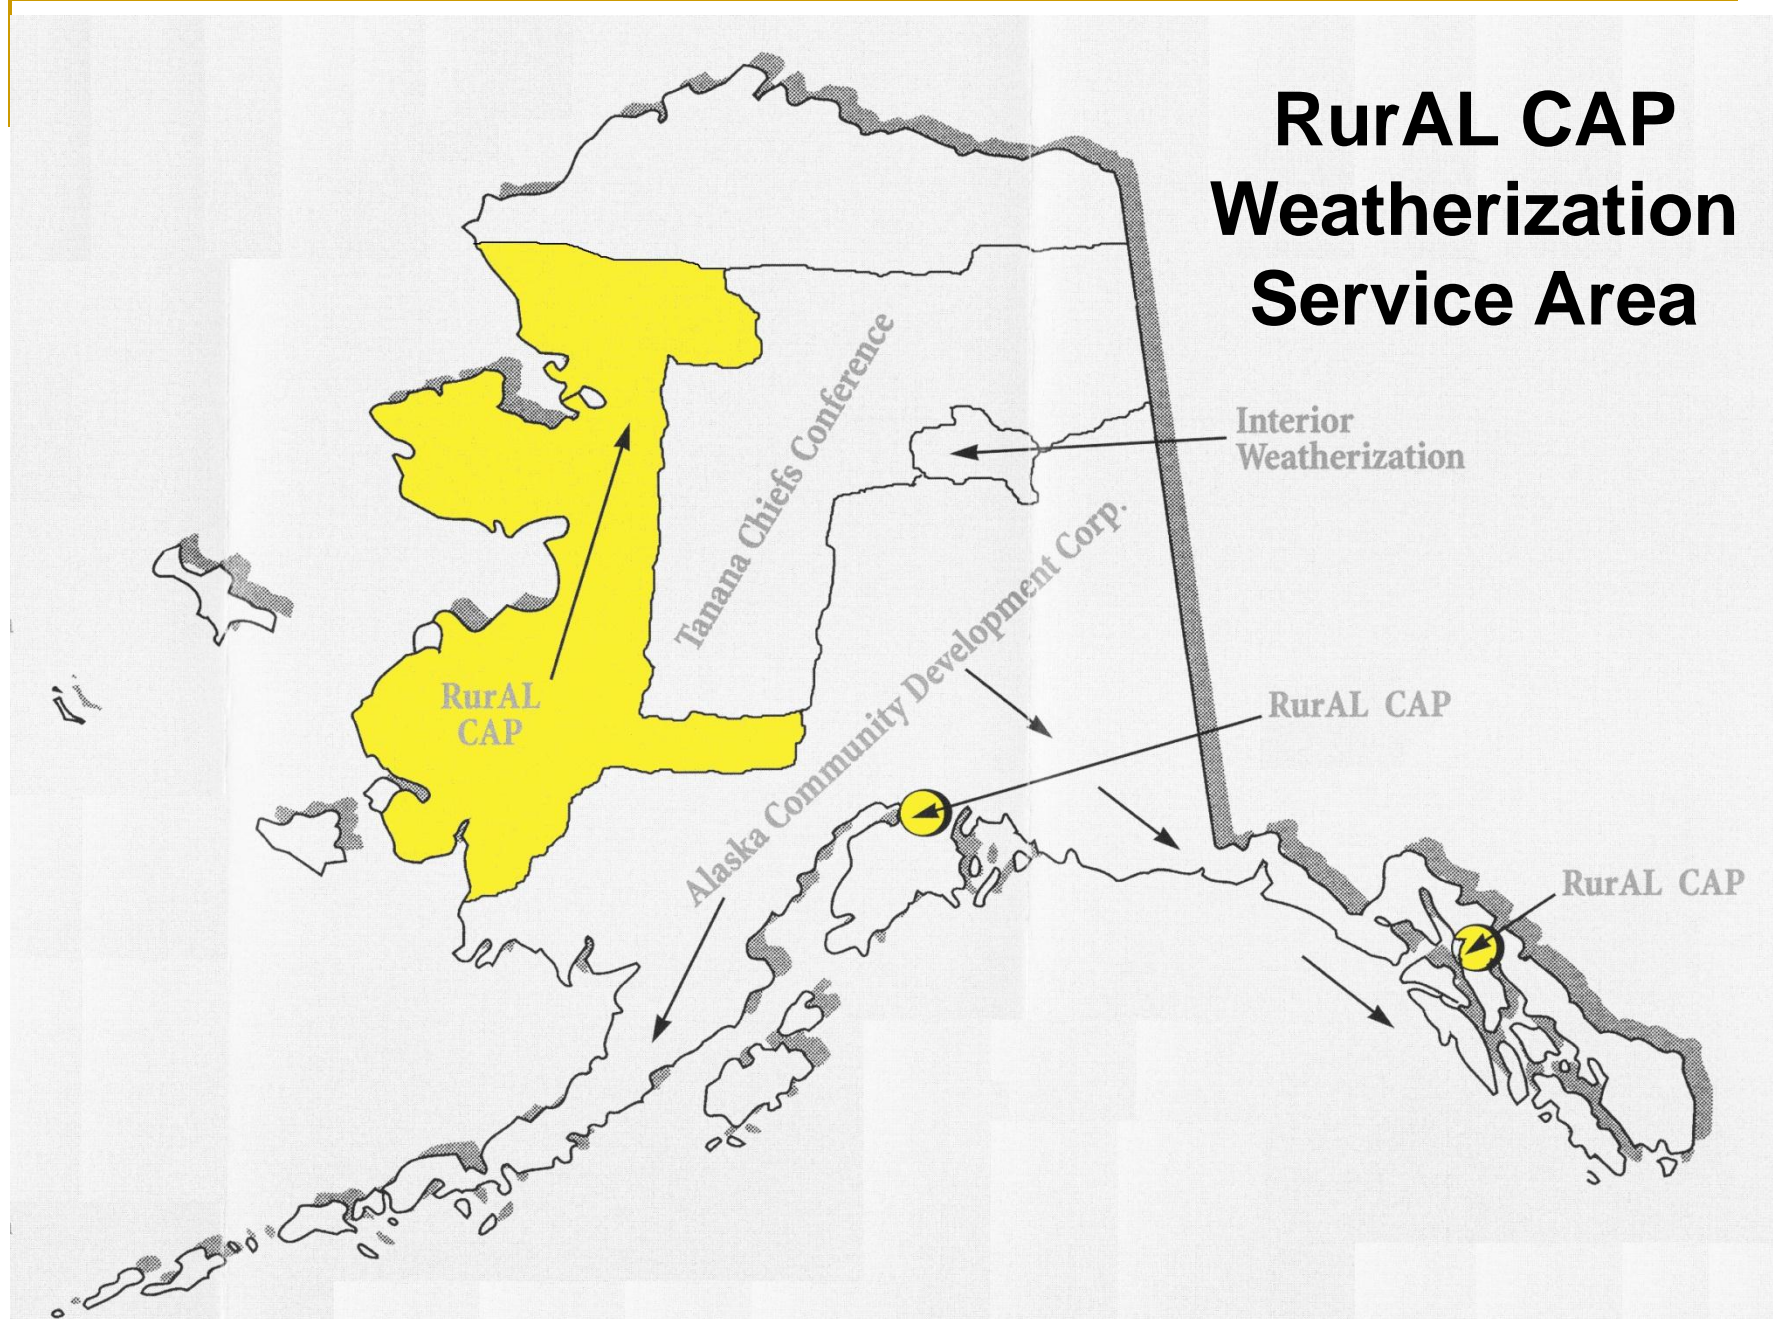 RurAL CAP
Weatherization
Service Area
Tanana Chiefs Conference
Interior
Weatherization
Alaska Community Development Corp.
RurAL
CAP
RurAL CAP
RurAL CAP